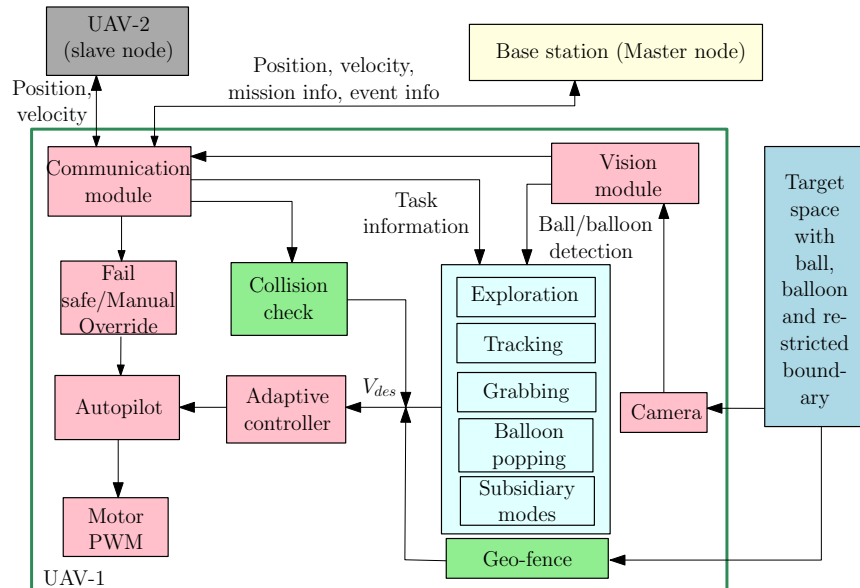 UAV-2
(slave node)
Base station (Master node)
Position, velocity,
mission info, event info
Position,
velocity
Communication
module
Vision
module
Target
space
with
ball,
balloon
and re-
stricted
bound-
ary
Task
information
Ball/balloon
detection
Fail
safe/Manual
Override
Collision
check
Exploration
Tracking
Grabbing
Balloon
popping
Subsidiary
modes
Autopilot
Adaptive
controller
V_des
Camera
Motor
PWM
Geo-fence
UAV-1